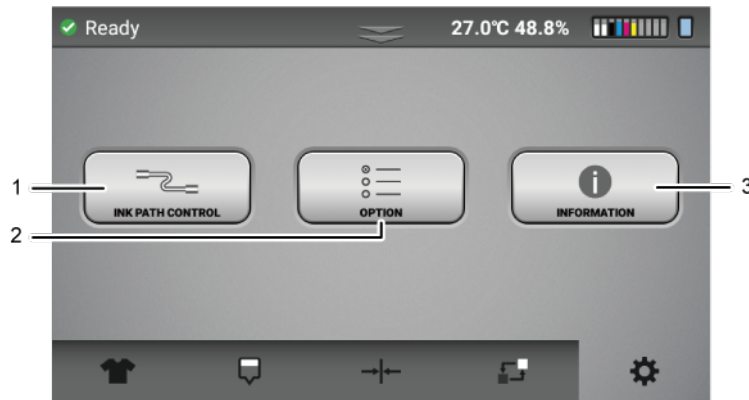 Ready 27.0℃ 48.8%
1
INK PATH CONTROL
OPTION
INFORMATION
3
2